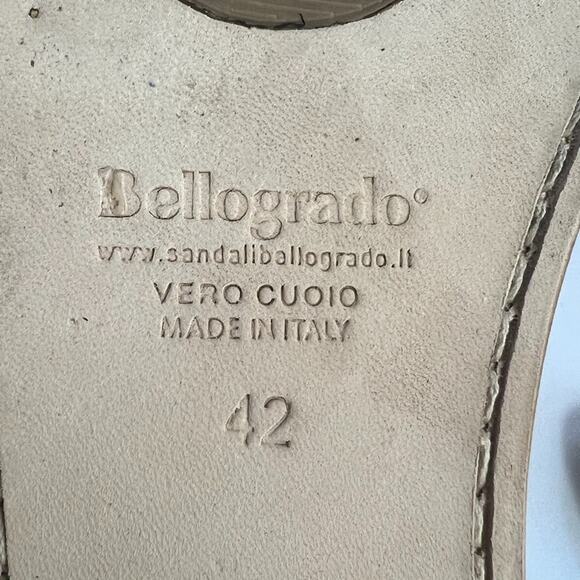 Bellogrado®
www.sandalibellogrado.it
VERO CUOIO
MADE IN ITALY
42